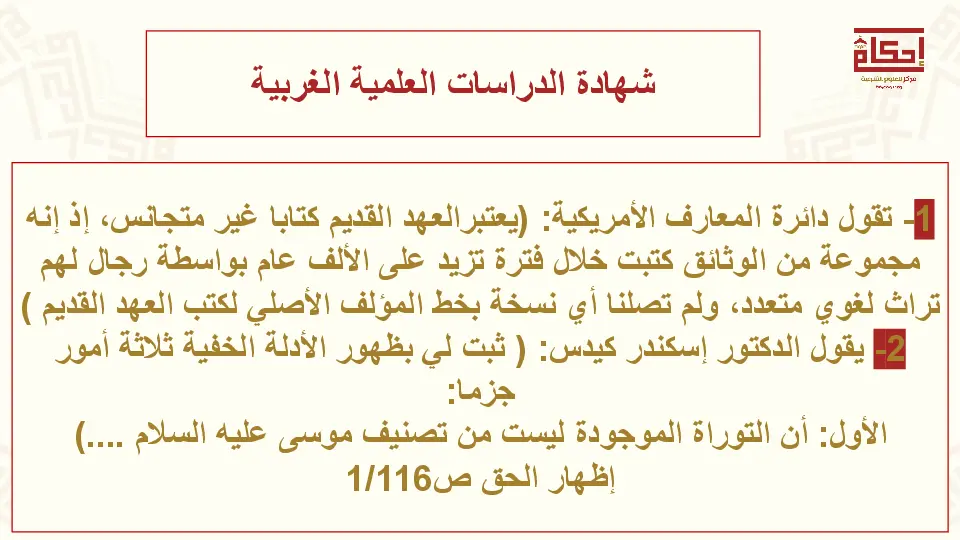 إحكام
مركز للعلوم الشرعية
شهادة الدراسات العلمية الغربية
1- تقول دائرة المعارف الأمريكية: (يعتبرالعهد القديم كتابا غير متجانس، إذ إنه
مجموعة من الوثائق كتبت خلال فترة تزيد على الألف عام بواسطة رجال لهم
تراث لغوي متعدد، ولم تصلنا أي نسخة بخط المؤلف الأصلي لكتب العهد القديم )
2- يقول الدكتور إسكندر كيدس: ( ثبت لي بظهور الأدلة الخفية ثلاثة أمور
جزما:
الأول: أن التوراة الموجودة ليست من تصنيف موسى عليه السلام ....)
إظهار الحق ص1/116